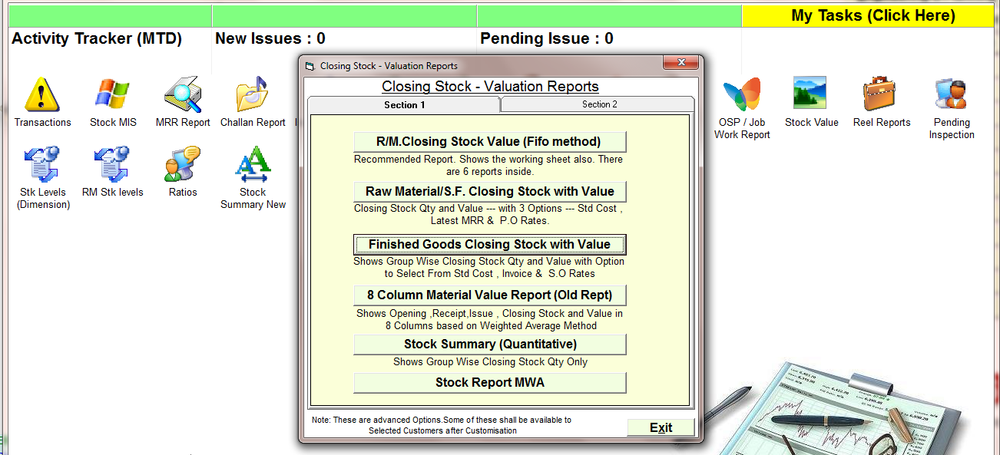 My Tasks (Click Here)
Activity Tracker (MTD)
New Issues : 0
Pending Issue : 0
Transactions
Stock MIS
MRR Report
Challan Report
OSP / Job
Work Report
Stock Value
Reel Reports
Pending
Inspection
Stk Levels
(Dimension)
RM Stk levels
Ratios
Stock
Summary New
Closing Stock - Valuation Reports
Closing Stock - Valuation Reports
Section 1
Section 2
R/M.Closing Stock Value (Fifo method)
Recommended Report. Shows the working sheet also. There
are 6 reports inside.
Raw Material/S.F. Closing Stock with Value
Closing Stock Qty and Value --- with 3 Options --- Std Cost ,
Latest MRR & P.O Rates.
Finished Goods Closing Stock with Value
Shows Group Wise Closing Stock Qty and Value with Option
to Select From Std Cost , Invoice & S.O Rates
8 Column Material Value Report (Old Rept)
Shows Opening ,Receipt,Issue , Closing Stock and Value in
8 Columns based on Weighted Average Method
Stock Summary (Quantitative)
Shows Group Wise Closing Stock Qty Only
Stock Report MWA
Note: These are advanced Options.Some of these shall be available to
Selected Customers after Customisation
Exit